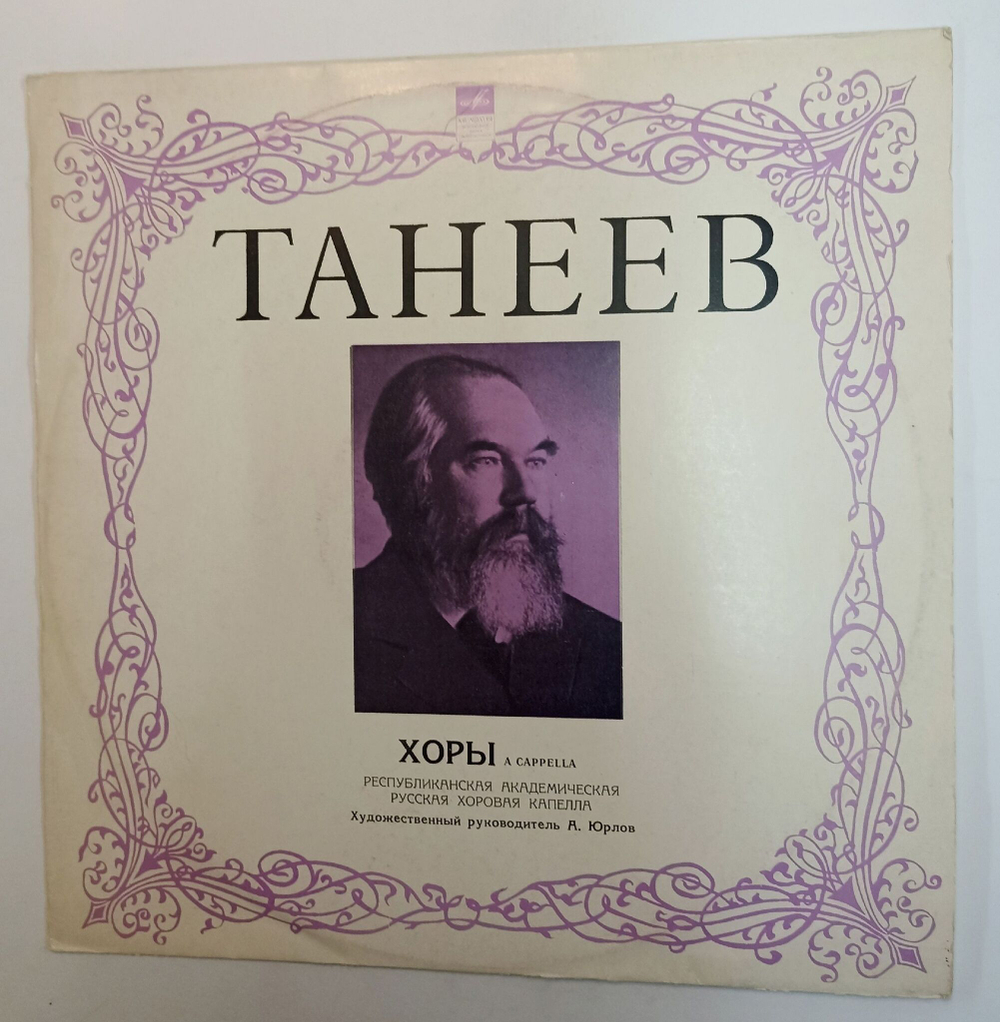 ТАНЕЕВ
ХОРЫ A CAPPELLA
РЕСПУБЛИКАНСКАЯ АКАДЕМИЧЕСКАЯ
РУССКАЯ ХОРОВАЯ КАПЕЛЛА
Художественный руководитель А. Юрлов